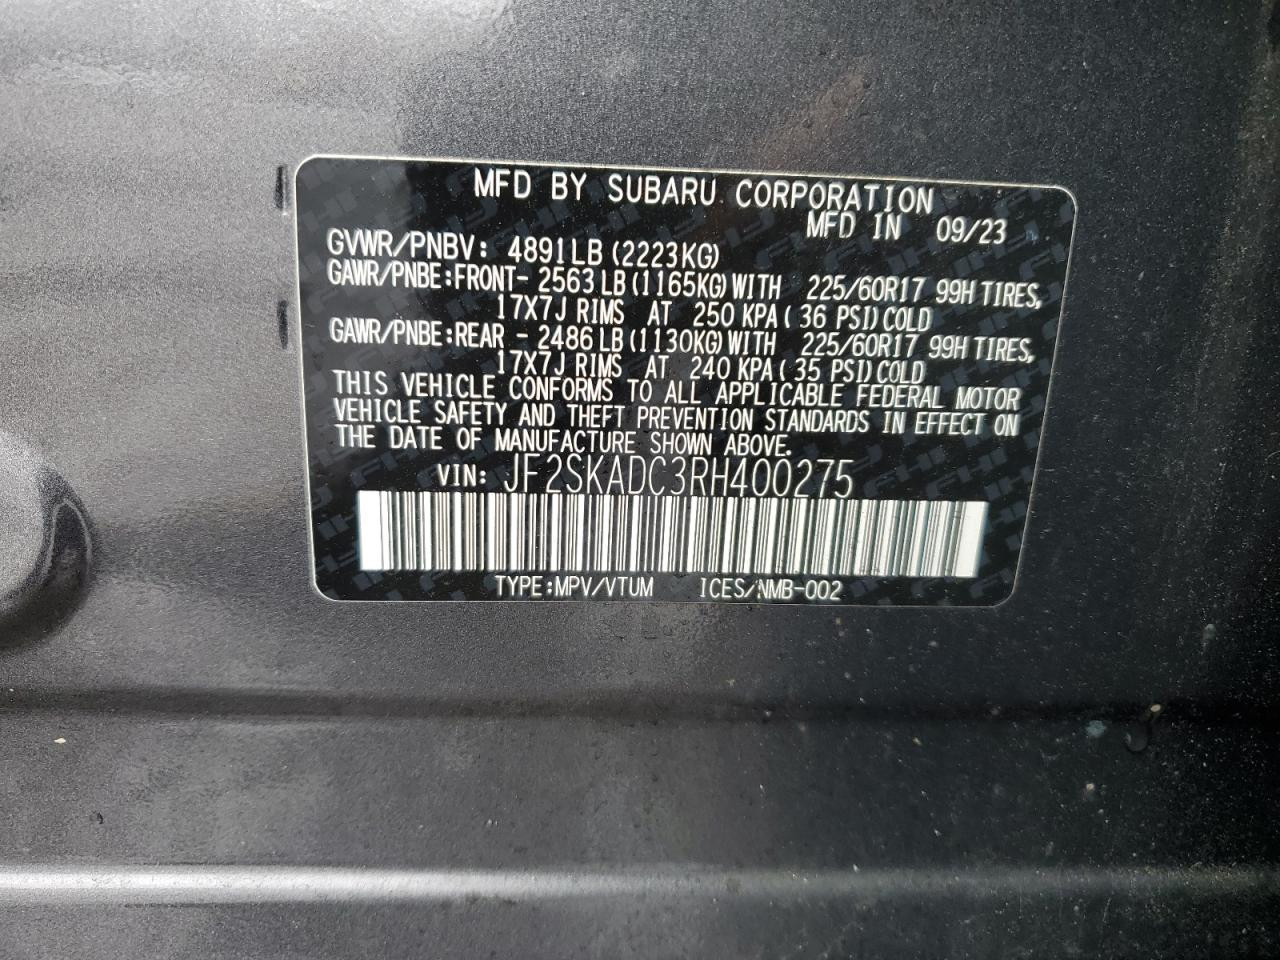 MFD BY SUBARU CORPORATION
MFD IN 09/23
GVWR/PNBV: 4891LB (2223KG)
GAWR/PNBE:FRONT- 2563 LB (1165KG) WITH 225/60R17 99H TIRES,
17X7J RIMS AT 250 KPA ( 36 PSI) COLD
GAWR/PNBE:REAR - 2486 LB (1130KG) WITH 225/60R17 99H TIRES,
17X7J RIMS AT 240 KPA ( 35 PSI) COLD
THIS VEHICLE CONFORMS TO ALL APPLICABLE FEDERAL MOTOR
VEHICLE SAFETY AND THEFT PREVENTION STANDARDS IN EFFECT ON
THE DATE OF MANUFACTURE SHOWN ABOVE.
VIN: JF2SKADC3RH400275
TYPE:MPV/VTUM ICES/NMB-002